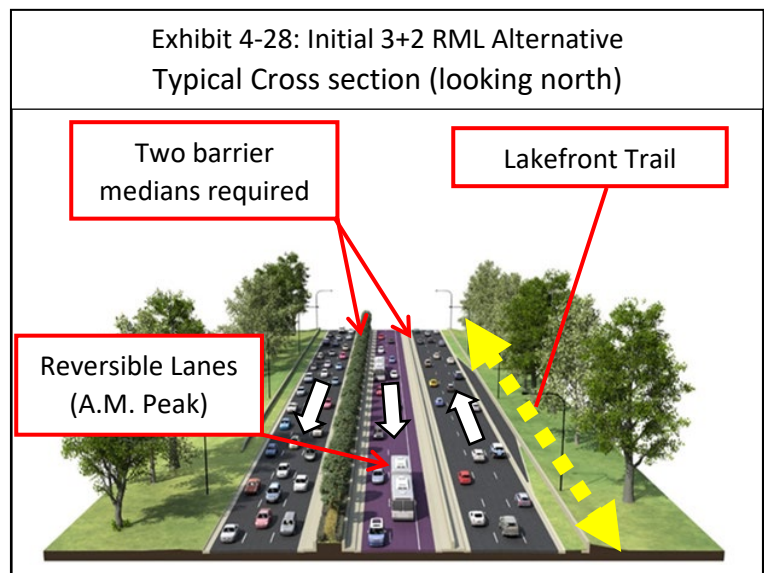 Exhibit 4-28: Initial 3+2 RML Alternative
Typical Cross section (looking north)
Two barrier
medians required
Lakefront Trail
Reversible Lanes
(A.M. Peak)